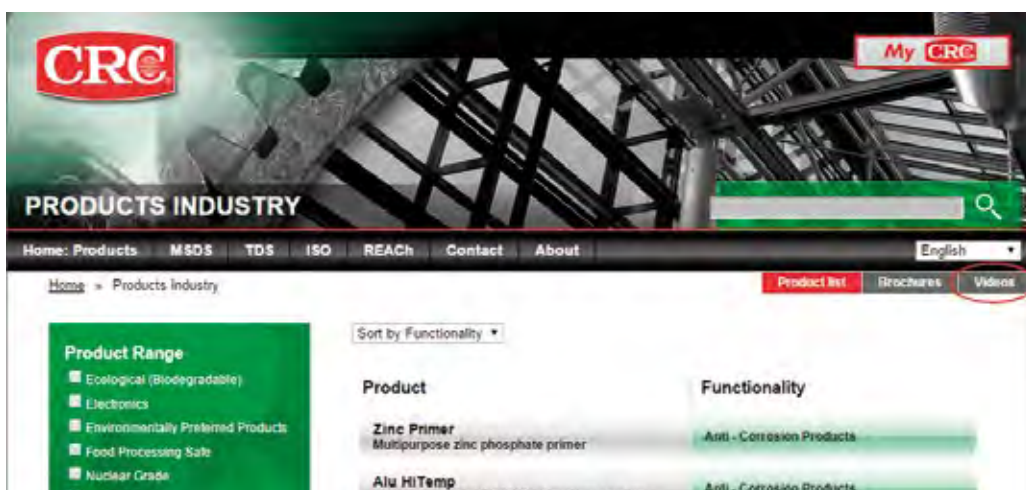 CRC
My CRC
PRODUCTS INDUSTRY
Home: Products MSDS TDS ISO REACh Contact About English
Home » Products Industry
Product list Brochures Videos
Sort by Functionality
Product Range
Ecological (Biodegradable)
Electronics
Environmentally Preferred Products
Food Processing Safe
Nuclear Grade
Product Functionality
Zinc Primer
Multipurpose zinc phosphate primer
Anti - Corrosion Products
Alu HiTemp
Anti - Corrosion Products